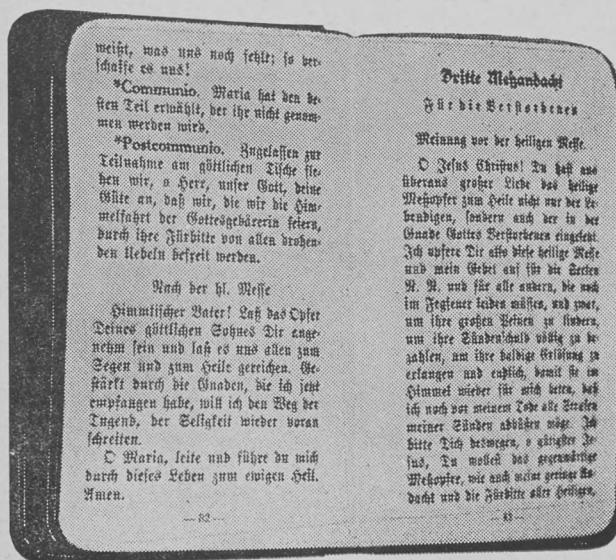 weißt, was uns noch fehlt; so ver-
schaffe es uns!
*Communio. Maria hat den be-
sten Teil erwählt, der ihr nicht genom-
men werden wird.
*Postcommunio. Zugelassen zur
Teilnahme am göttlichen Tische fle-
hen wir, o Herr, unser Gott, deine
Güte an, daß wir, die wir die Him-
melfahrt der Gottesgebärerin feiern,
durch ihre Fürbitte von allen drohen-
den Uebeln befreit werden.
Nach der hl. Messe
Himmlischer Vater! Laß das Opfer
Deines göttlichen Sohnes Dir ange-
nehm sein und laß es uns allen zum
Segen und zum Heile gereichen. Ge-
stärkt durch die Gnaden, die ich jetzt
empfangen habe, will ich den Weg der
Tugend, der Seligkeit wieder voran
schreiten.
O Maria, leite und führe du mich
durch dieses Leben zum ewigen Heil.
Amen.
— 82 —
Dritte Meßandacht
Für die Verstorbenen
Meinung vor der heiligen Messe.
O Jesus Christus! Du hast aus
überaus großer Liebe das heilige
Meßopfer zum Heile nicht nur der Le-
bendigen, sondern auch der in der
Gnade Gottes Verstorbenen eingesetzt.
Ich opfere Dir also diese heilige Messe
und mein Gebet auf für die Seelen
N. N. und für alle andern, die noch
im Fegfeuer leiden müssen, und zwar,
um ihre großen Peinen zu lindern,
um ihre Sündenschuld völlig zu be-
zahlen, um ihre baldige Erlösung zu
erlangen und endlich, damit sie im
Himmel wieder für mich beten, daß
ich noch vor meinem Tode alle Strafen
meiner Sünden abbüßen möge. Ich
bitte Dich deswegen, o gütigster Je-
sus, Du wollest das gegenwärtige
Meßopfer, wie auch meine geringe An-
dacht und die Fürbitte aller Heiligen,